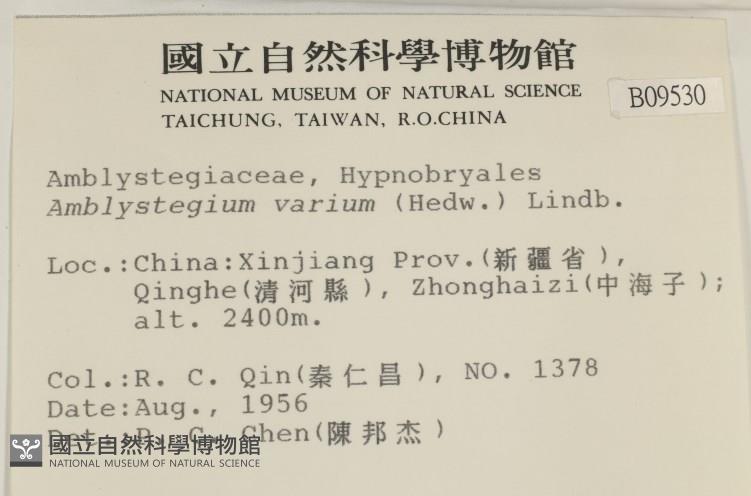 國立自然科學博物館
NATIONAL MUSEUM OF NATURAL SCIENCE
TAICHUNG, TAIWAN, R.O.CHINA
B09530
Amblystegiaceae, Hypnobryales
Amblystegium varium (Hedw.) Lindb.
Loc.:China:Xinjiang Prov.(新疆省),
Qinghe(清河縣), Zhonghaizi(中海子);
alt. 2400m.
Col.:R. C. Qin(秦仁昌), NO. 1378
Date:Aug., 1956
Det.:P. C. Chen(陳邦杰)
國立自然科學博物館
NATIONAL MUSEUM OF NATURAL SCIENCE